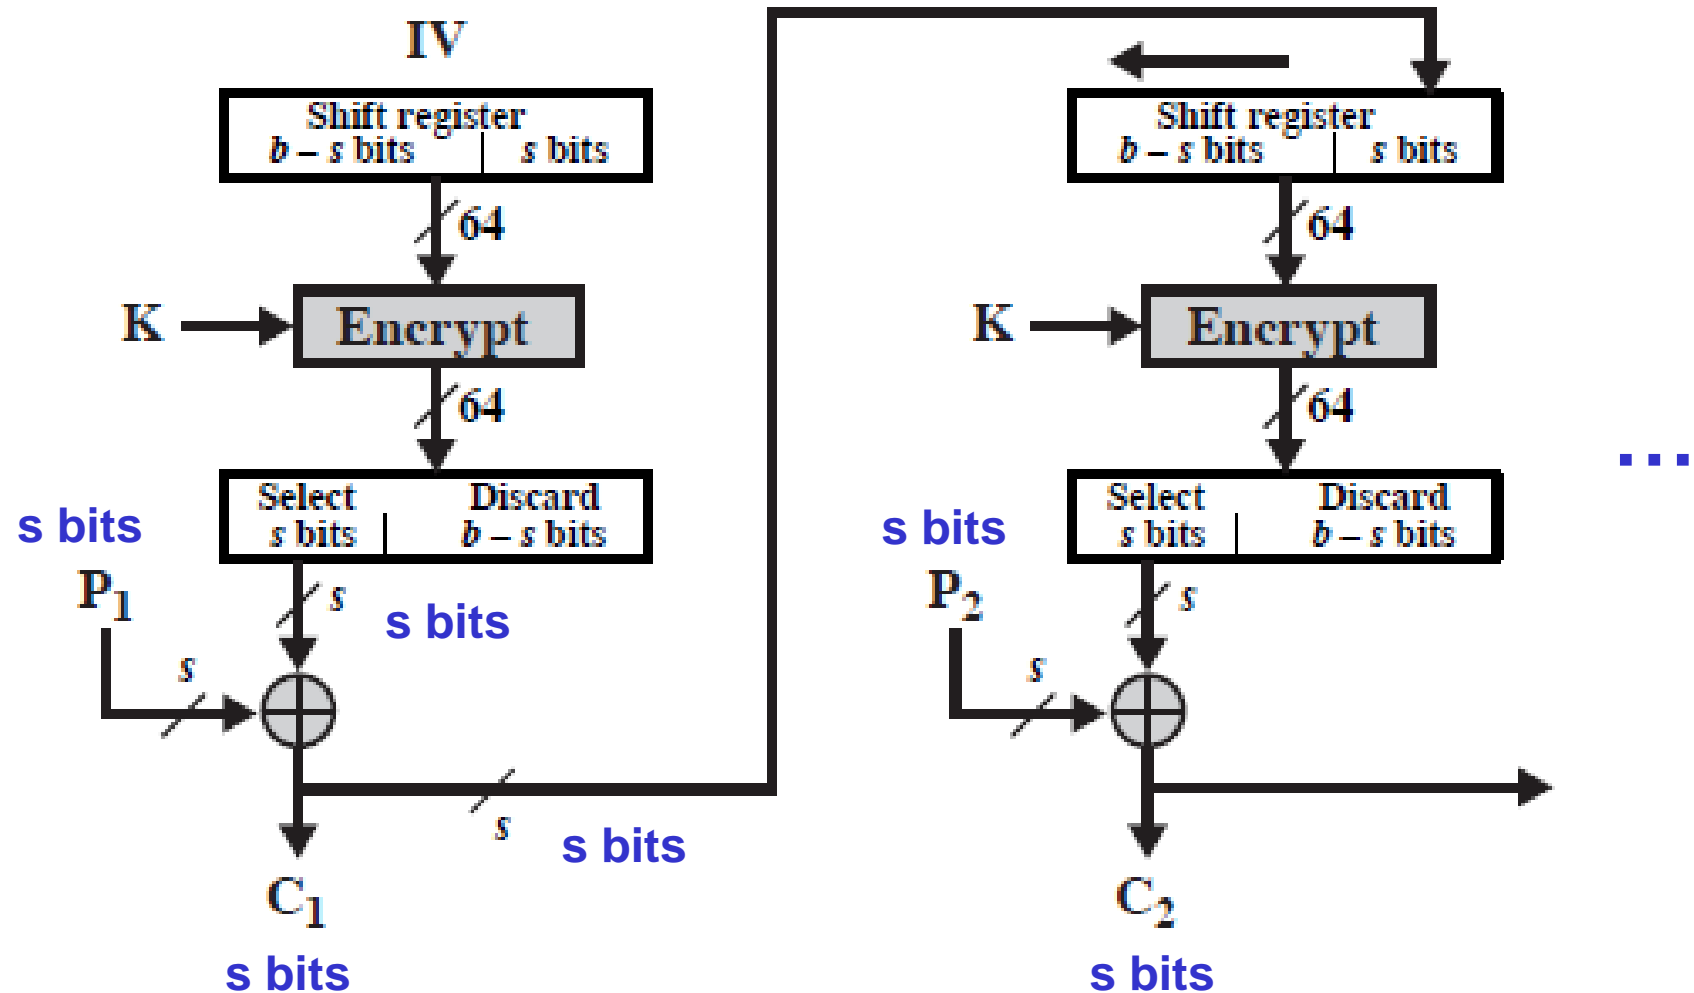 IV
Shift register
b – s bits s bits
64
K
Encrypt
64
Select Discard
s bits b – s bits
s bits
P1
s
s bits
s
s
s bits
C1
s bits
Shift register
b – s bits s bits
64
K
Encrypt
64
...
Select Discard
s bits b – s bits
s bits
P2
s
s
C2
s bits